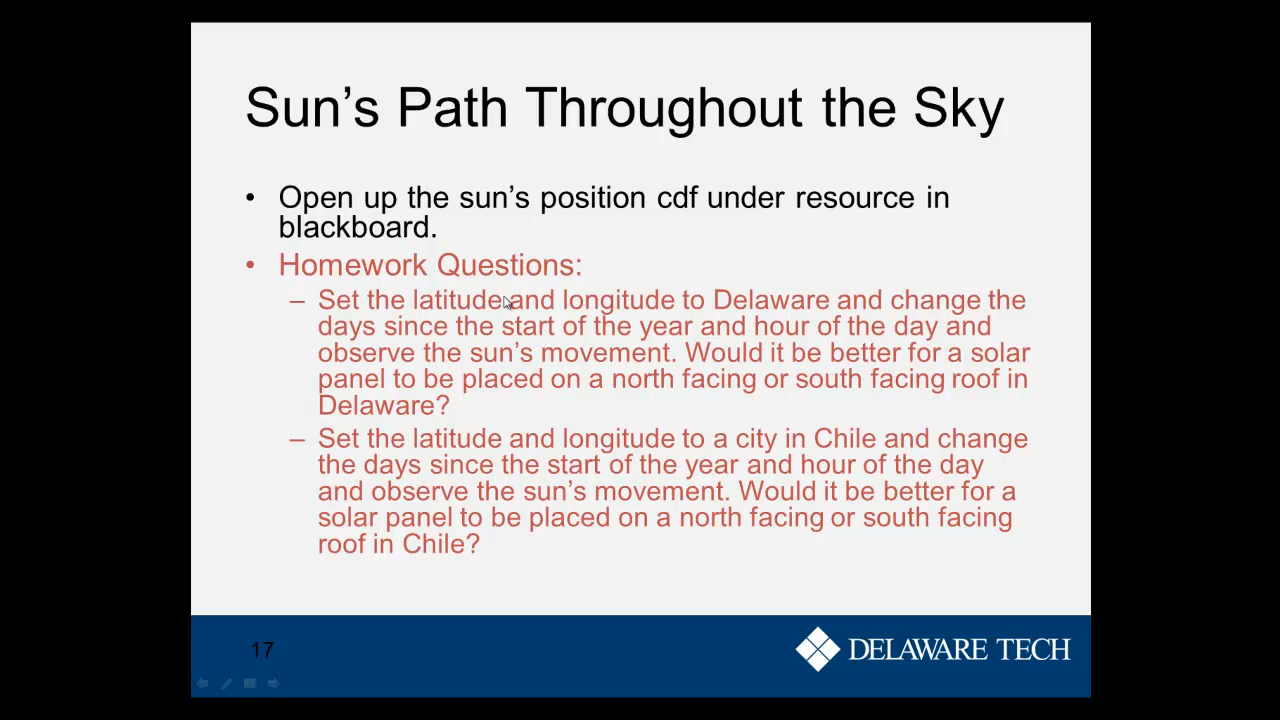 Sun’s Path Throughout the Sky
• Open up the sun’s position cdf under resource in
blackboard.
• Homework Questions:
– Set the latitude and longitude to Delaware and change the
days since the start of the year and hour of the day and
observe the sun’s movement. Would it be better for a solar
panel to be placed on a north facing or south facing roof in
Delaware?
– Set the latitude and longitude to a city in Chile and change
the days since the start of the year and hour of the day
and observe the sun’s movement. Would it be better for a
solar panel to be placed on a north facing or south facing
roof in Chile?
17
DELAWARE TECH